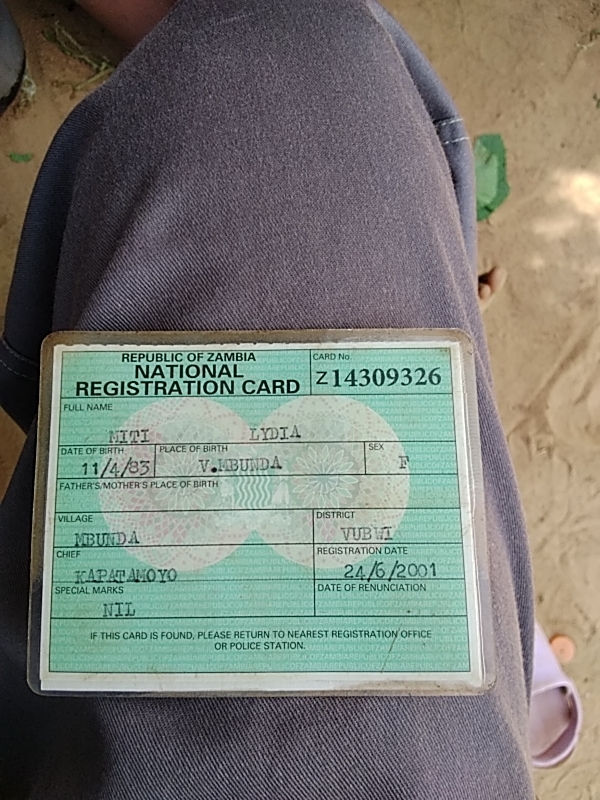 REPUBLIC OF ZAMBIA
NATIONAL
REGISTRATION CARD
CARD No.
Z14309326
FULL NAME
MITI LYDIA
DATE OF BIRTH
11/4/83
PLACE OF BIRTH
V.MBUNDA
SEX
F
FATHER'S/MOTHER'S PLACE OF BIRTH
VILLAGE
MBUNDA
DISTRICT
VUBWI
CHIEF
KAPATAMOYO
REGISTRATION DATE
24/6/2001
SPECIAL MARKS
NIL
DATE OF RENUNCIATION
IF THIS CARD IS FOUND, PLEASE RETURN TO NEAREST REGISTRATION OFFICE
OR POLICE STATION.